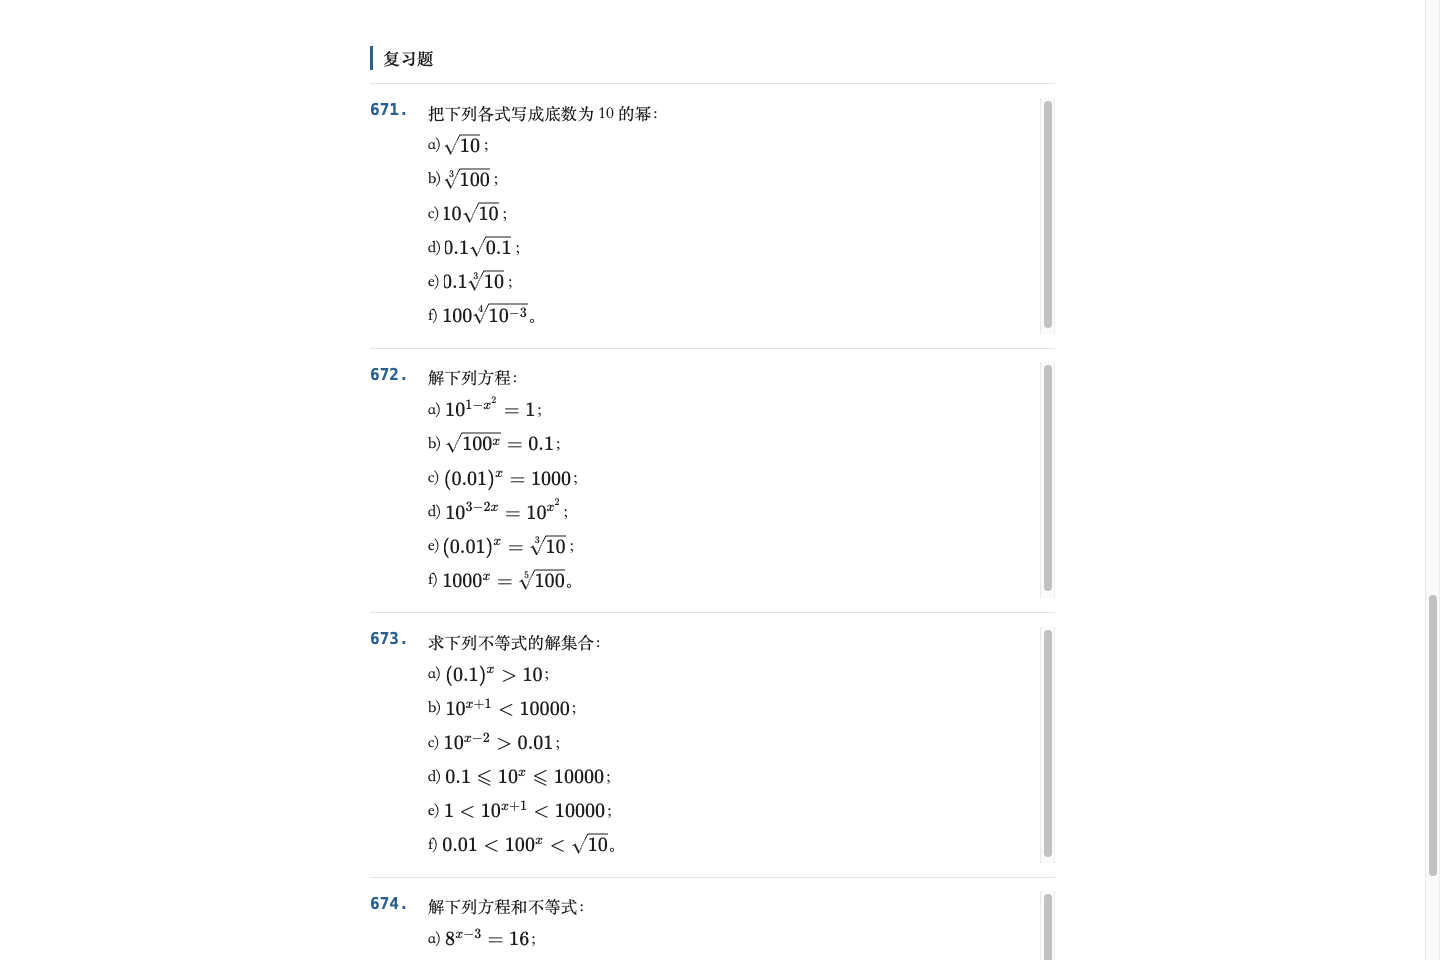 复习题
671. 把下列各式写成底数为 10 的幂：
a) √10；
b) ∛100；
c) 10√10；
d) 0.1√0.1；
e) 0.1∛10；
f) 100∜10⁻³。
672. 解下列方程：
a) 10^{1−x^2} = 1；
b) √100^x = 0.1；
c) (0.01)^x = 1000；
d) 10^{3−2x} = 10^{x^2}；
e) (0.01)^x = ∛10；
f) 1000^x = \sqrt[5]{100}。
673. 求下列不等式的解集合：
a) (0.1)^x > 10；
b) 10^{x+1} < 10000；
c) 10^{x−2} > 0.01；
d) 0.1 ⩽ 10^x ⩽ 10000；
e) 1 < 10^{x+1} < 10000；
f) 0.01 < 100^x < √10。
674. 解下列方程和不等式：
a) 8^{x−3} = 16；